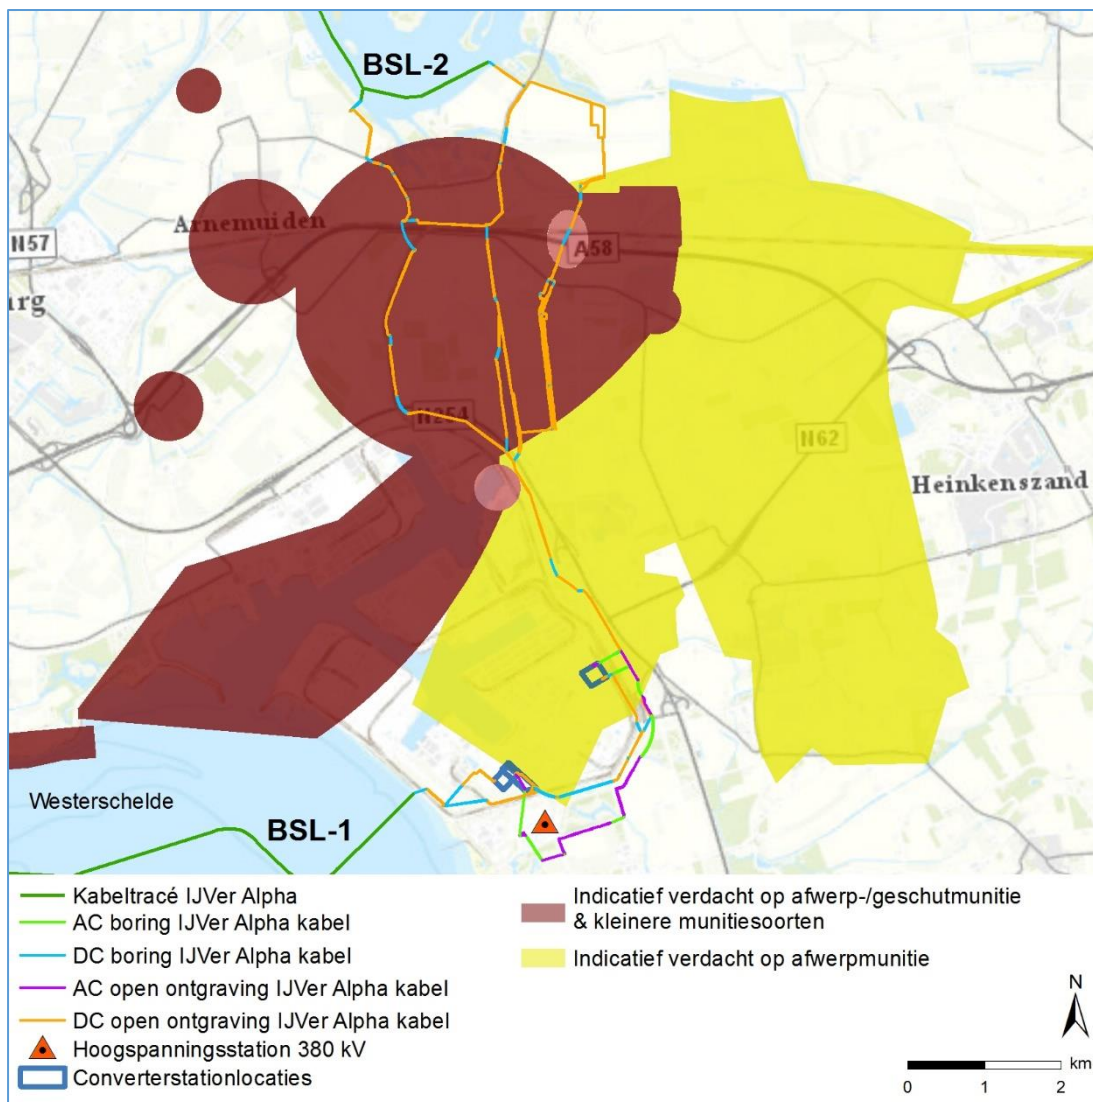 BSL-2
Arnemuiden
N57
A58
urg
N254
N62
Heinkenszand
Westerschelde
BSL-1
Kabeltracé IJVer Alpha
AC boring IJVer Alpha kabel
DC boring IJVer Alpha kabel
AC open ontgraving IJVer Alpha kabel
DC open ontgraving IJVer Alpha kabel
Hoogspanningsstation 380 kV
Converterstationlocaties
Indicatief verdacht op afwerp-/geschutmunitie
& kleinere munitiesoorten
Indicatief verdacht op afwerpmunitie
N
km
0 1 2